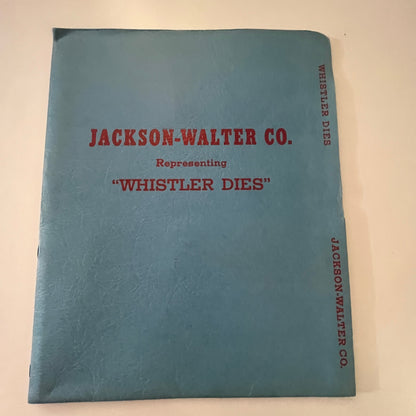 JACKSON-WALTER CO.
Representing
"WHISTLER DIES"
WHISTLER DIES
JACKSON-WALTER CO.